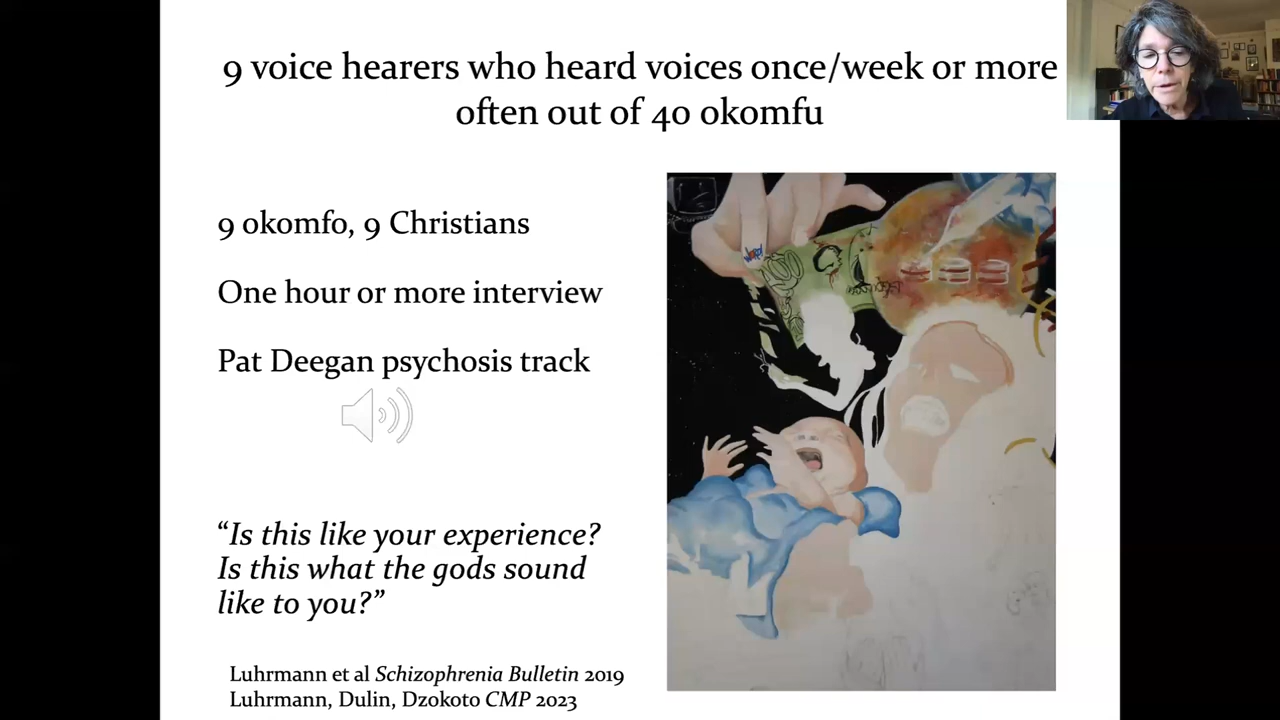 9 voice hearers who heard voices once/week or more
often out of 40 okomfu
9 okomfo, 9 Christians
One hour or more interview
Pat Deegan psychosis track
“Is this like your experience?
Is this what the gods sound
like to you?”
Luhrmann et al Schizophrenia Bulletin 2019
Luhrmann, Dulin, Dzokoto CMP 2023